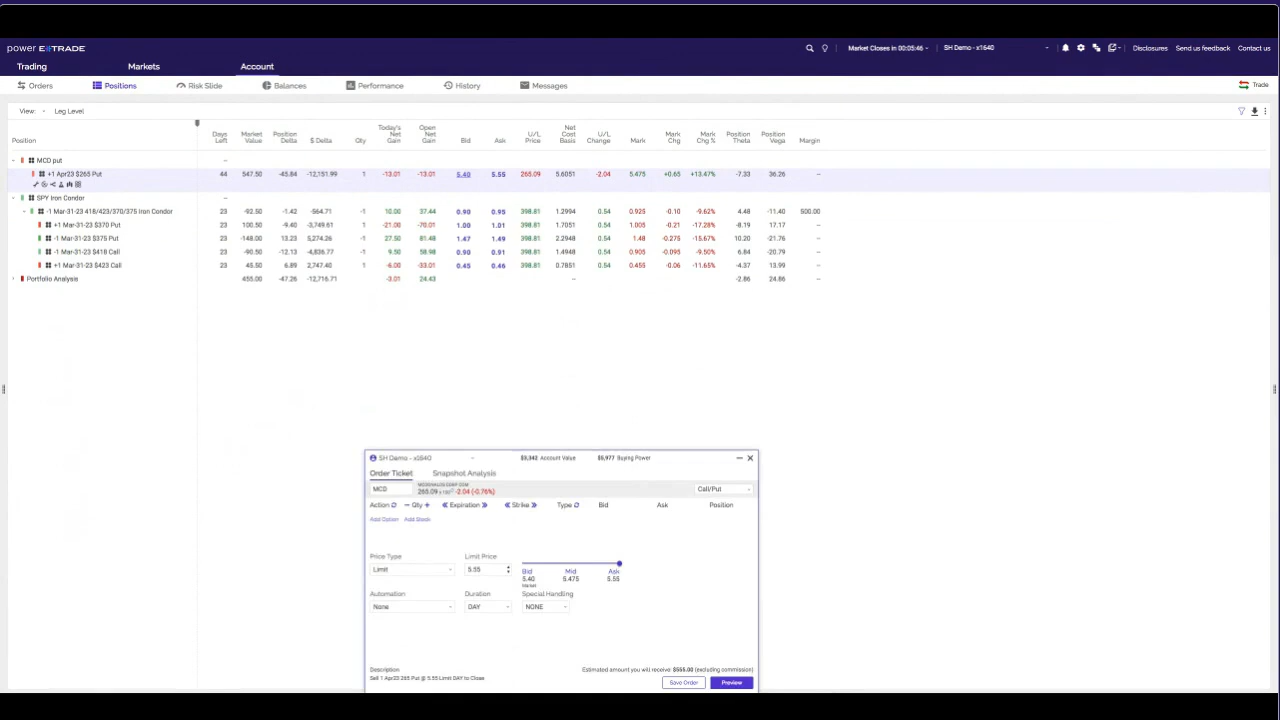 power E*TRADE
Market Closes in 00:05:46
SH Demo - x1640
Disclosures Send us feedback Contact us
Trading Markets Account
Orders Positions Risk Slide Balances Performance History Messages Trade
View: Leg Level
Position Days Left Market Value Position Delta $ Delta Qty Today's Net Gain Open Net Gain Bid Ask U/L Price Net Cost Basis U/L Change Mark Mark Chg Mark Chg % Position Theta Position Vega Margin
MCD put --
+1 Apr23 $265 Put 44 547.50 -45.84 -12,151.99 1 -13.01 -13.01 5.40 5.55 265.09 5.6051 -2.04 5.475 +0.65 +13.47% -7.33 36.26 --
SPY Iron Condor --
-1 Mar-31-23 418/423/370/375 Iron Condor 23 -92.50 -1.42 -564.71 -1 10.00 37.44 0.90 0.95 398.81 1.2994 0.54 0.925 -0.10 -9.62% 4.48 -11.40 500.00
+1 Mar-31-23 $370 Put 23 100.50 -9.40 -3,749.61 1 -21.00 -70.01 1.00 1.01 398.81 1.7051 0.54 1.005 -0.21 -17.28% -8.19 17.17 --
-1 Mar-31-23 $375 Put 23 -148.00 13.23 5,274.26 -1 27.50 81.48 1.47 1.49 398.81 2.2948 0.54 1.48 -0.275 -15.67% 10.20 -21.76 --
-1 Mar-31-23 $418 Call 23 -90.50 -12.13 -4,836.77 -1 9.50 58.98 0.90 0.91 398.81 1.4949 0.54 0.905 -0.095 -9.50% 6.84 -20.79 --
+1 Mar-31-23 $423 Call 23 45.50 6.89 2,747.40 1 -6.00 -33.01 0.45 0.46 398.81 0.7851 0.54 0.455 -0.06 -11.65% -4.37 13.99 --
Portfolio Analysis 455.00 -47.26 -12,716.71 -3.01 24.43 -- -2.86 24.86 --
SH Demo - x1640 $3,342 Account Value $5,977 Buying Power
Order Ticket Snapshot Analysis
MCD MCDONALDS CORP COM Call/Put
265.09 -2.04 (-0.76%)
Action Qty Expiration Strike Type Bid Ask Position
Add Option Add Stock
Price Type Limit Price
Limit 5.55
Bid Mid Ask
5.40 5.475 5.55
Automation Duration Special Handling
None DAY NONE
Description Estimated amount you will receive $555.00 (excluding commission)
Sell 1 Apr23 265 Put @ 5.55 Limit DAY to Close
Save Order Preview